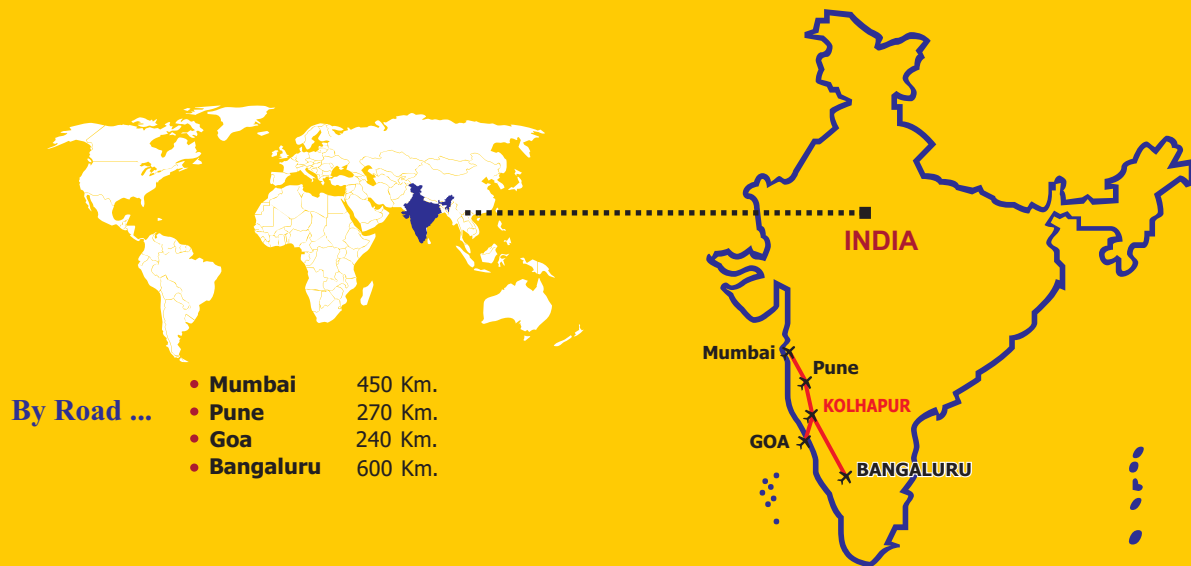 INDIA
Mumbai
Pune
KOLHAPUR
GOA
BANGALURU
By Road ...
• Mumbai 450 Km.
• Pune 270 Km.
• Goa 240 Km.
• Bangaluru 600 Km.